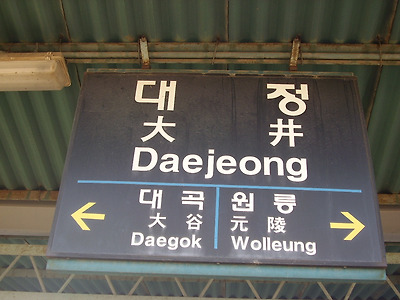 대 정
大 井
Daejeong
대 곡 원 릉
大 谷 元 陵
Daegok Wolleung